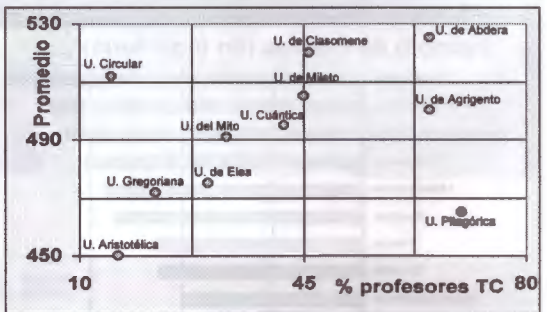 530
U. de Abdera
U. de Clasomene
U. Circular
U. de Mileto
Promedio
U. Cuántica
U. de Agrigento
490
U. del Mito
U. de Elea
U. Gregoriana
U. Pitagórica
U. Aristotélica
450
10
45
% profesores TC
80